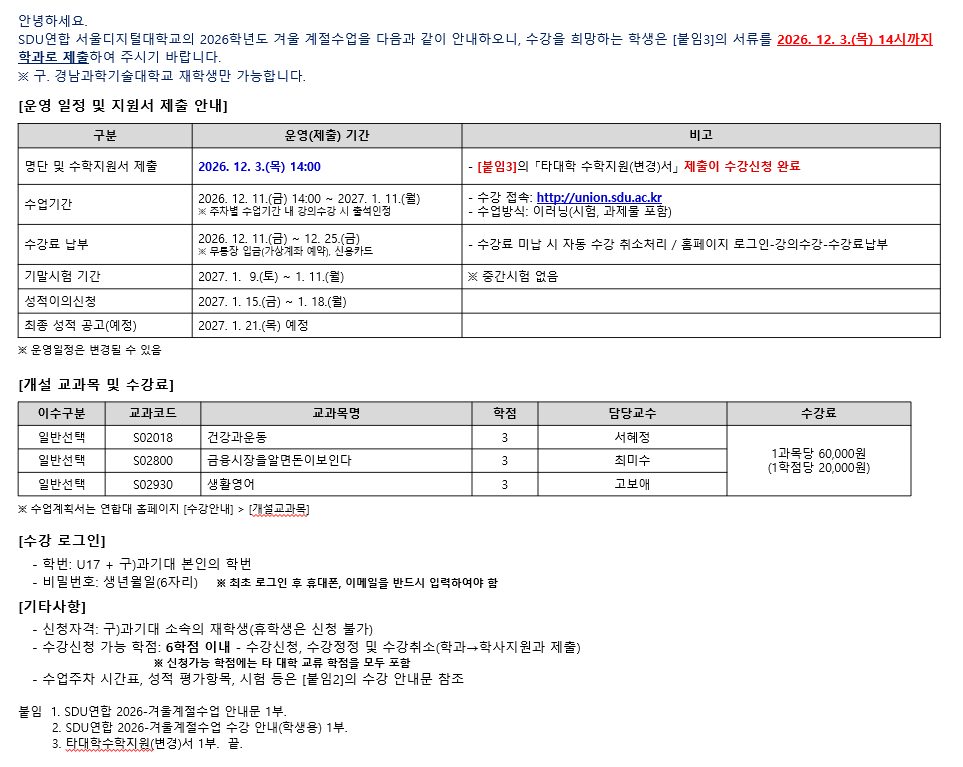 안녕하세요.
SDU연합 서울디지털대학교의 2026학년도 겨울 계절수업을 다음과 같이 안내하오니, 수강을 희망하는 학생은 [붙임3]의 서류를 2026. 12. 3.(목) 14시까지
학과로 제출하여 주시기 바랍니다.
※ 구. 경남과학기술대학교 재학생만 가능합니다.
[운영 일정 및 지원서 제출 안내]
구분 운영(제출) 기간 비고
명단 및 수학지원서 제출 2026. 12. 3.(목) 14:00 - [붙임3]의 「타대학 수학지원(변경)서」 제출이 수강신청 완료
수업기간 2026. 12. 11.(금) 14:00 ~ 2027. 1. 11.(월) - 수강 접속: http://union.sdu.ac.kr
※ 주차별 수업기간 내 강의수강 시 출석인정 - 수업방식: 이러닝(시험, 과제물 포함)
수강료 납부 2026. 12. 11.(금) ~ 12. 25.(금) - 수강료 미납 시 자동 수강 취소처리 / 홈페이지 로그인-강의수강-수강료납부
※ 무통장 입금(가상계좌 예약), 신용카드
기말시험 기간 2027. 1. 9.(토) ~ 1. 11.(월) ※ 중간시험 없음
성적이의신청 2027. 1. 15.(금) ~ 1. 18.(월)
최종 성적 공고(예정) 2027. 1. 21.(목) 예정
※ 운영일정은 변경될 수 있음
[개설 교과목 및 수강료]
이수구분 교과코드 교과목명 학점 담당교수 수강료
일반선택 S02018 건강과운동 3 서혜정
일반선택 S02800 금융시장을알면돈이보인다 3 최미수
일반선택 S02930 생활영어 3 고보애
1과목당 60,000원
(1학점당 20,000원)
※ 수업계획서는 연합대 홈페이지 [수강안내] > [개설교과목]
[수강 로그인]
- 학번: U17 + 구)과기대 본인의 학번
- 비밀번호: 생년월일(6자리) ※ 최초 로그인 후 휴대폰, 이메일을 반드시 입력하여야 함
[기타사항]
- 신청자격: 구)과기대 소속의 재학생(휴학생은 신청 불가)
- 수강신청 가능 학점: 6학점 이내 - 수강신청, 수강정정 및 수강취소(학과→학사지원과 제출)
※ 신청가능 학점에는 타 대학 교류 학점을 모두 포함
- 수업주차 시간표, 성적 평가항목, 시험 등은 [붙임2]의 수강 안내문 참조
붙임 1. SDU연합 2026-겨울계절수업 안내문 1부.
2. SDU연합 2026-겨울계절수업 수강 안내(학생용) 1부.
3. 타대학수학지원(변경)서 1부. 끝.